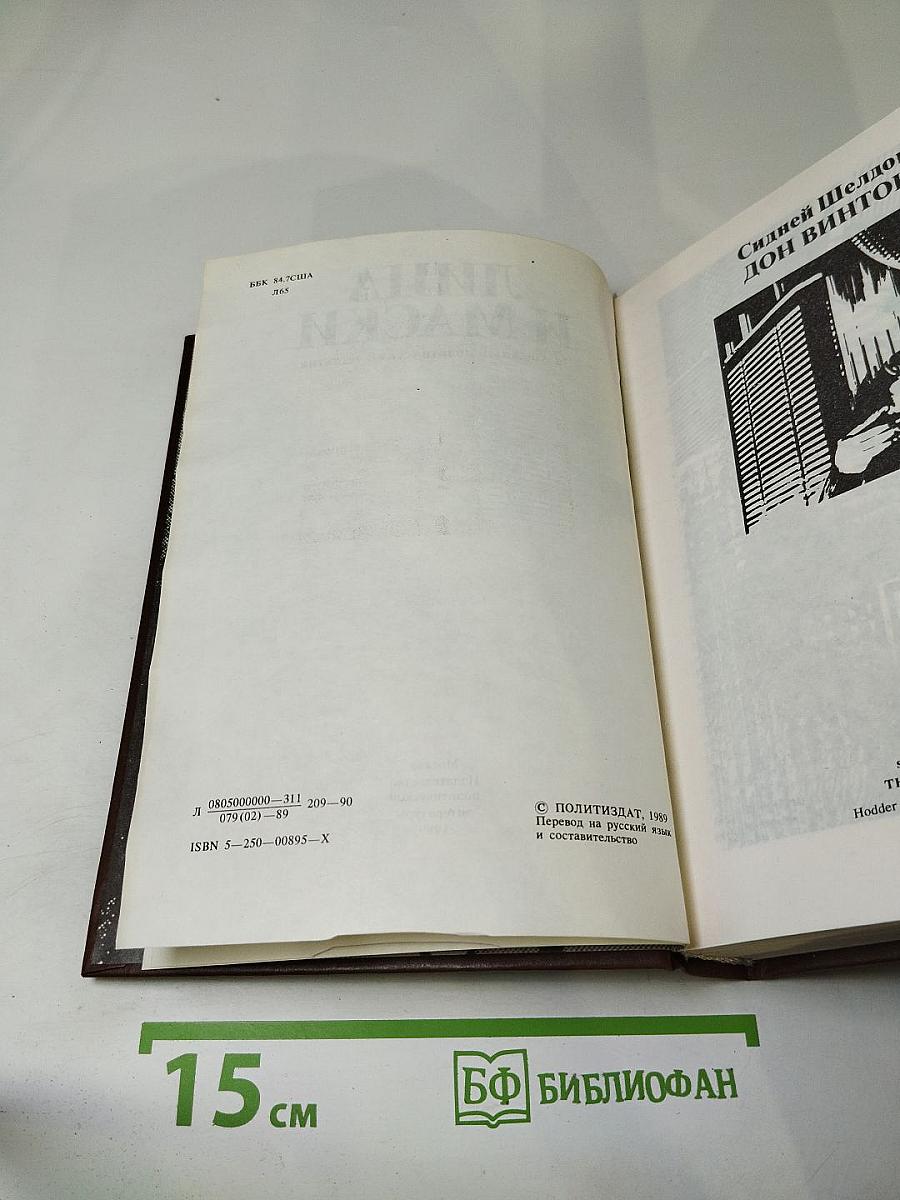 ББК 84.7США
Л65
Л 0805000000—311 209—90
079(02)—89
ISBN 5—250—00895—X
© ПОЛИТИЗДАТ, 1989
Перевод на русский язык
и составительство
Сидней Шелдон
ДОН ВИНТОН
TH
Hodder
15 см
БФ БИБЛИОФАН